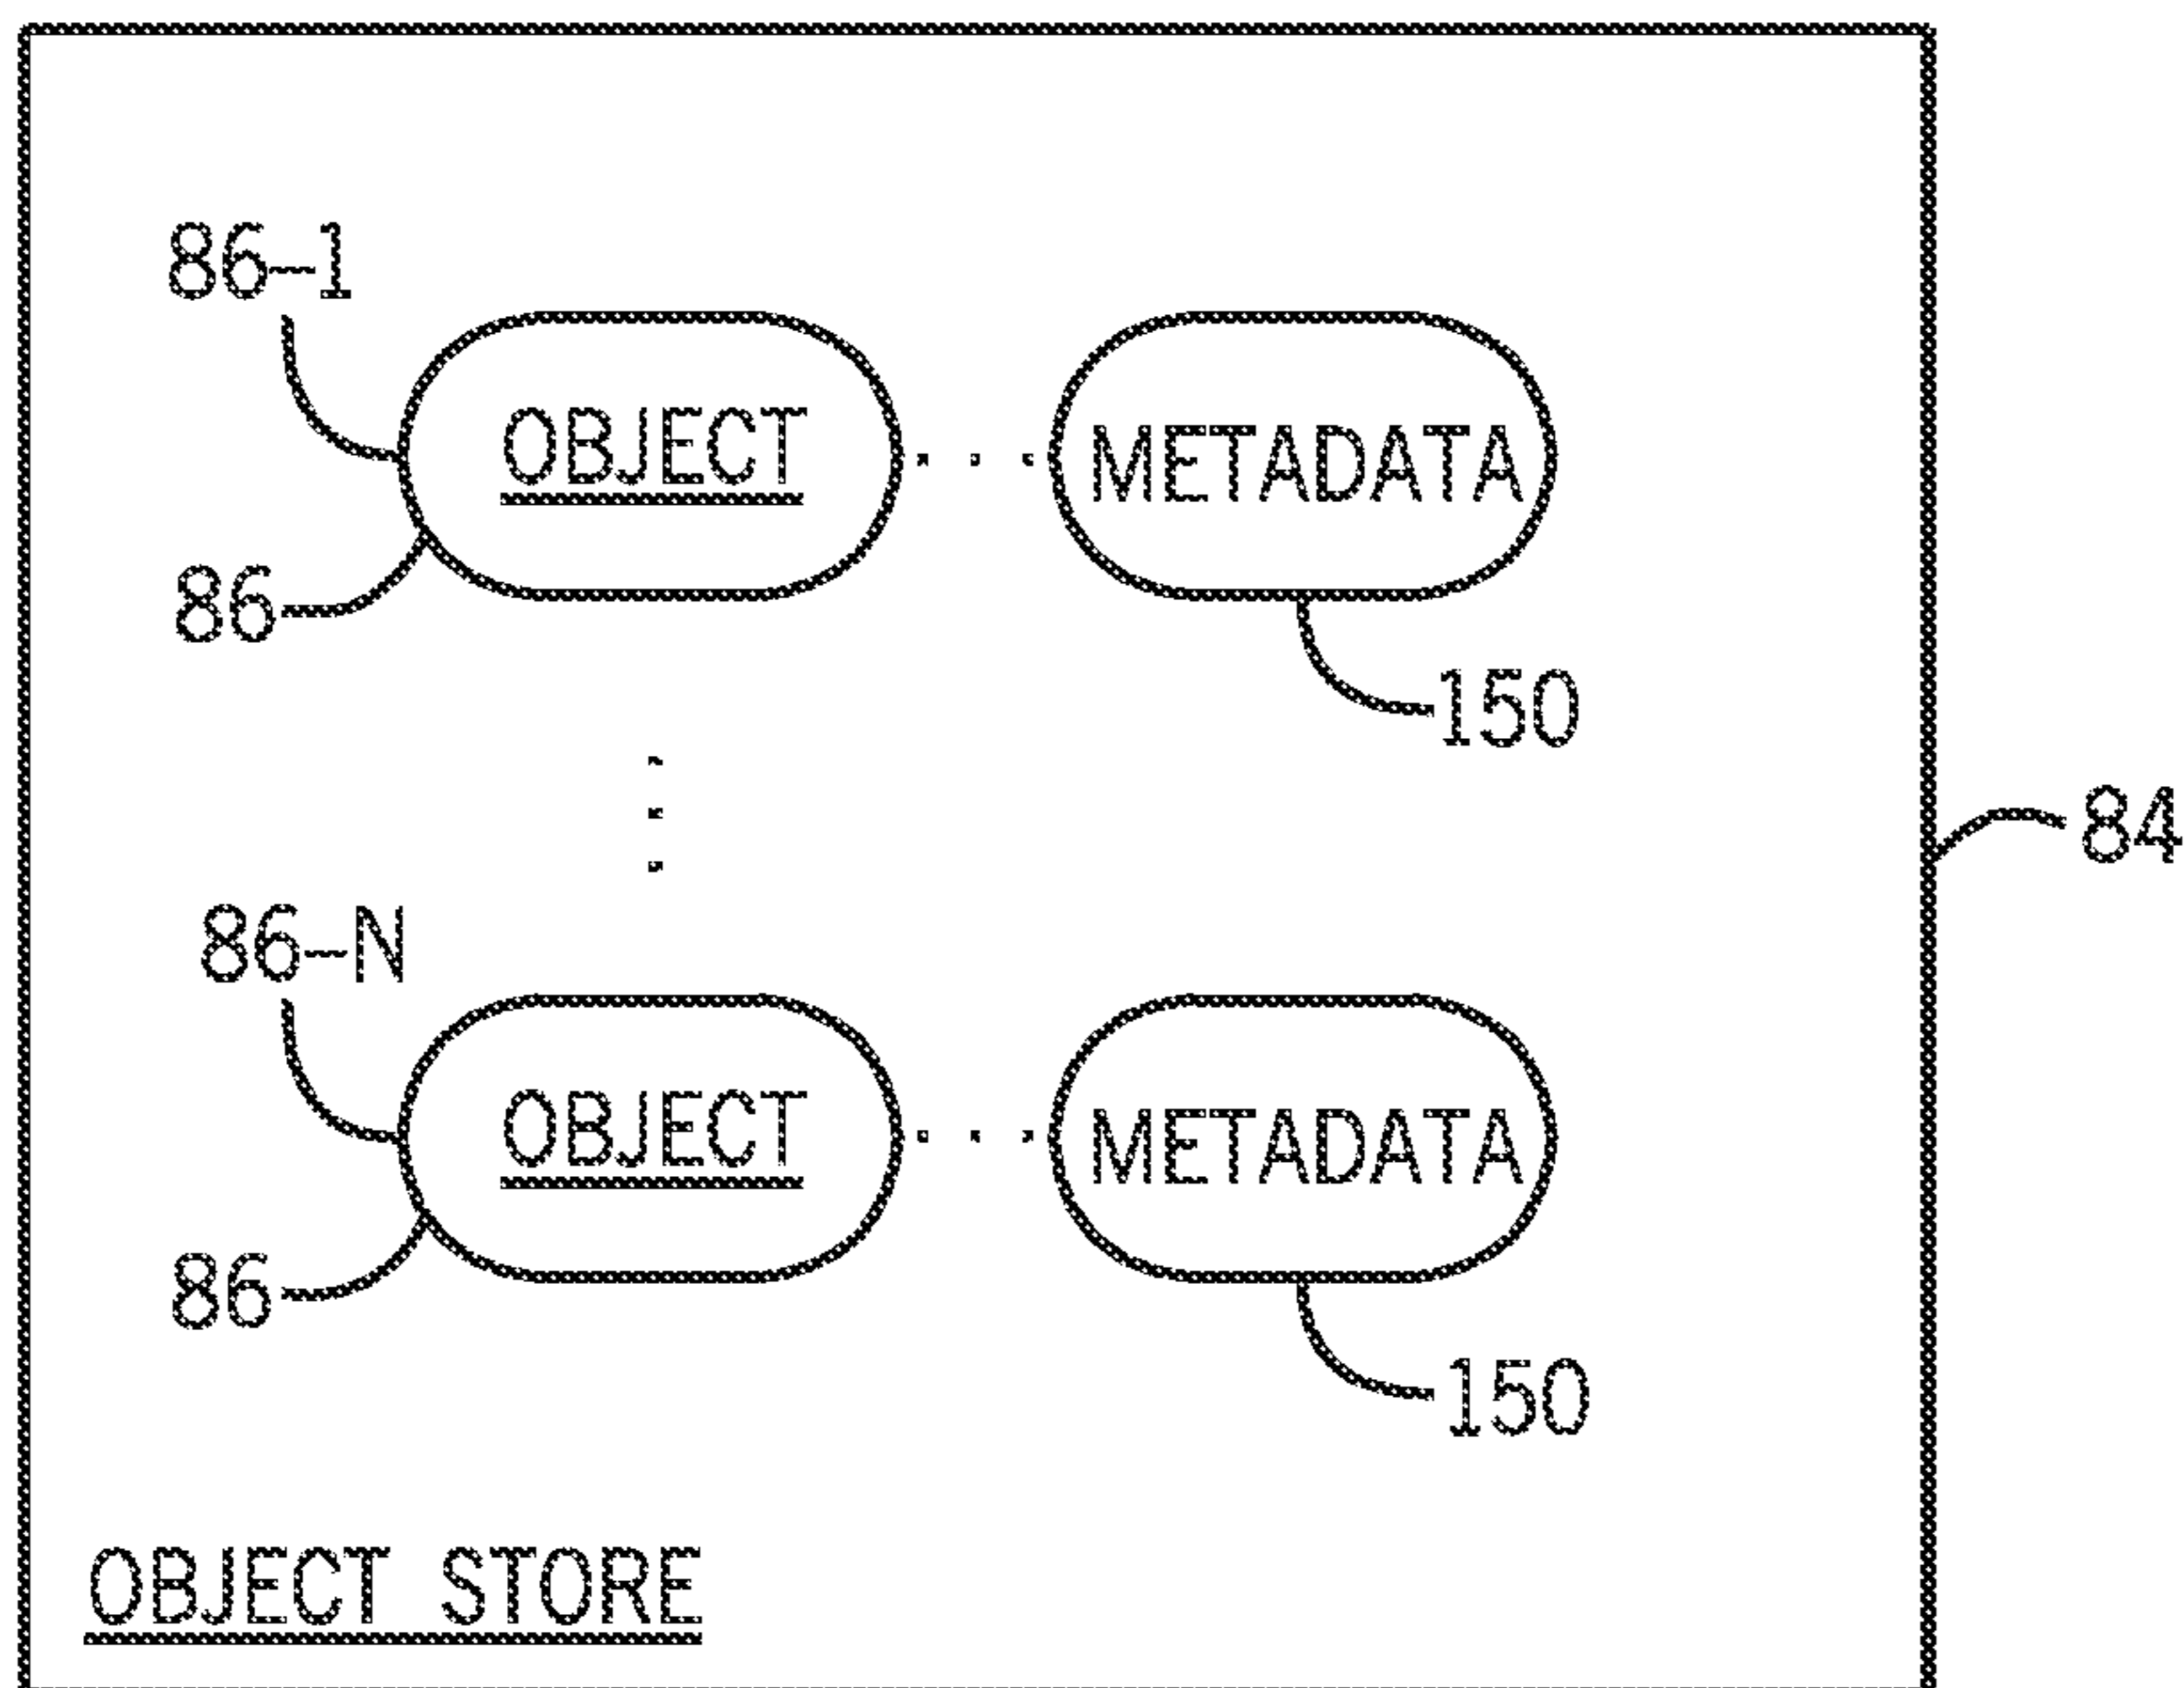 86-1
OBJECT
METADATA
86
150
84
86-N
OBJECT
METADATA
86
150
OBJECT STORE